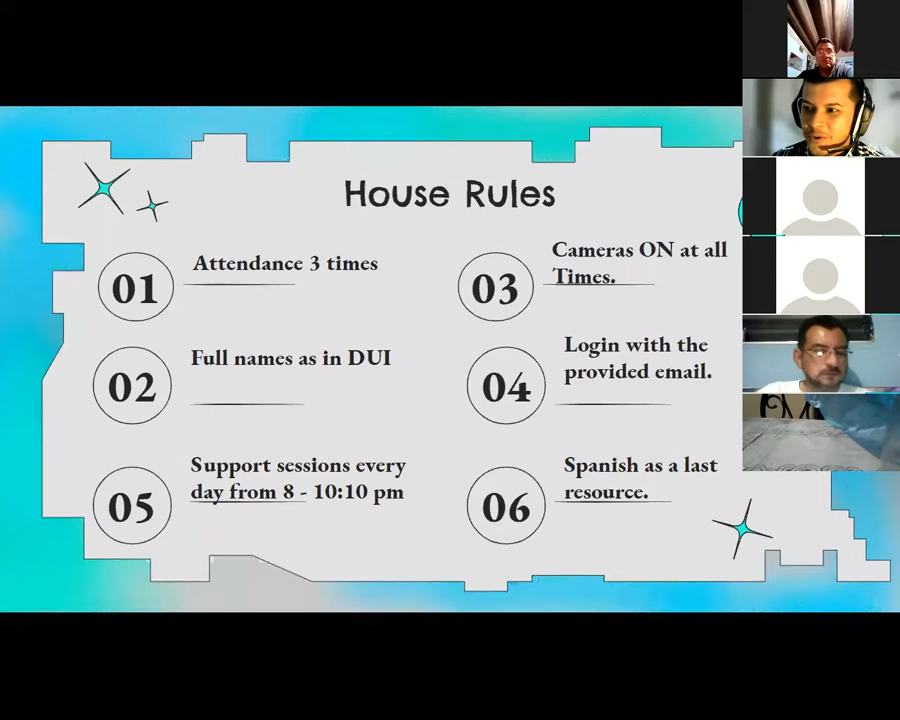 House Rules
01
Attendance 3 times
03
Cameras ON at all
Times.
02
Full names as in DUI
04
Login with the
provided email.
05
Support sessions every
day from 8 - 10:10 pm
06
Spanish as a last
resource.